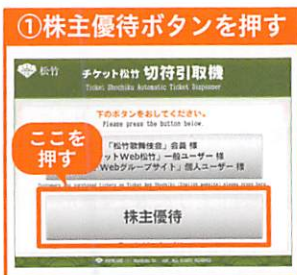 ①株主優待ボタンを押す
松竹
チケット松竹 切符引取機
Ticket Shochiku Automatic Ticket Dispenser
下のボタンをおしてください。
Please press the button below.
ここを
押す
「松竹歌舞伎会」会員 様
ットWeb松竹」一般ユーザー 様
Webグループサイト」個人ユーザー 様
株主優待